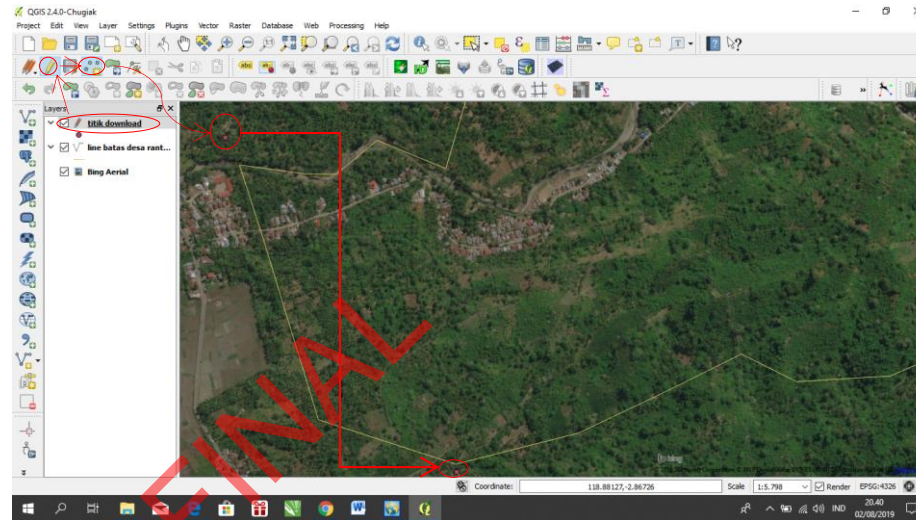 QGIS 2.4.0-Chugiak
Project Edit View Layer Settings Plugins Vector Raster Database Web Processing Help
Layers
titik download
line batas desa rant...
Bing Aerial
FINAL
bing
Coordinate: 118.88127,-2.86726 Scale 1:5.798 Render EPSG:4326
IND 20.40
02/08/2019